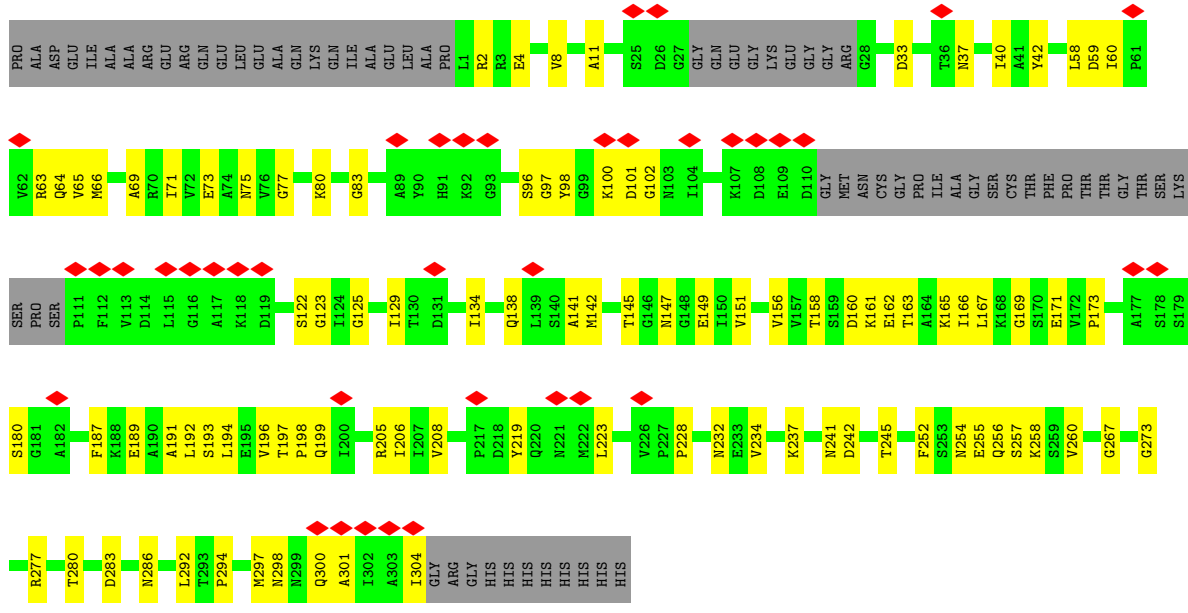 PRO ALA ASP GLU ILE ALA ALA ARG GLU ARG GLN GLU LEU GLU ALA GLN LYS GLN ILE ALA GLU LEU ALA PRO L1 R2 R3 E4 V8 A11 S25 D26 G27 GLY GLN GLU GLY LYS GLU GLY GLY ARG G28 D33 T36 N37 I40 A41 Y42 L58 D59 I60 P61
V62 R63 Q64 V65 M66 A69 R70 I71 V72 E73 A74 N75 V76 G77 K80 G83 A89 Y90 H91 K92 G93 S96 G97 Y98 G99 K100 D101 G102 N103 I104 K107 D108 E109 D110 GLY MET ASN CYS GLY PRO ILE ALA GLY SER CYS THR PHE PRO THR THR GLY THR SER LYS
SER PRO SER P111 F112 V113 D114 L115 G116 A117 K118 D119 S122 G123 I124 G125 I129 T130 D131 I134 Q138 L139 S140 A141 M142 T145 G146 N147 G148 E149 I150 V151 V156 V157 T158 S159 D160 K161 E162 T163 A164 K165 I166 L167 K168 G169 S170 E171 V172 P173 A177 S178 S179
S180 G181 A182 F187 K188 E189 A190 A191 L192 S193 L194 E195 V196 T197 P198 Q199 I200 R205 I206 I207 V208 P217 D218 Y219 Q220 N221 M222 L223 V226 P227 P228 N232 E233 V234 K237 N241 D242 T245 F252 S253 N254 E255 Q256 S257 K258 S259 V260 G267 G273
R277 T280 D283 N286 L292 T293 P294 M297 N298 N299 Q300 A301 I302 A303 I304 GLY ARG GLY HIS HIS HIS HIS HIS HIS HIS